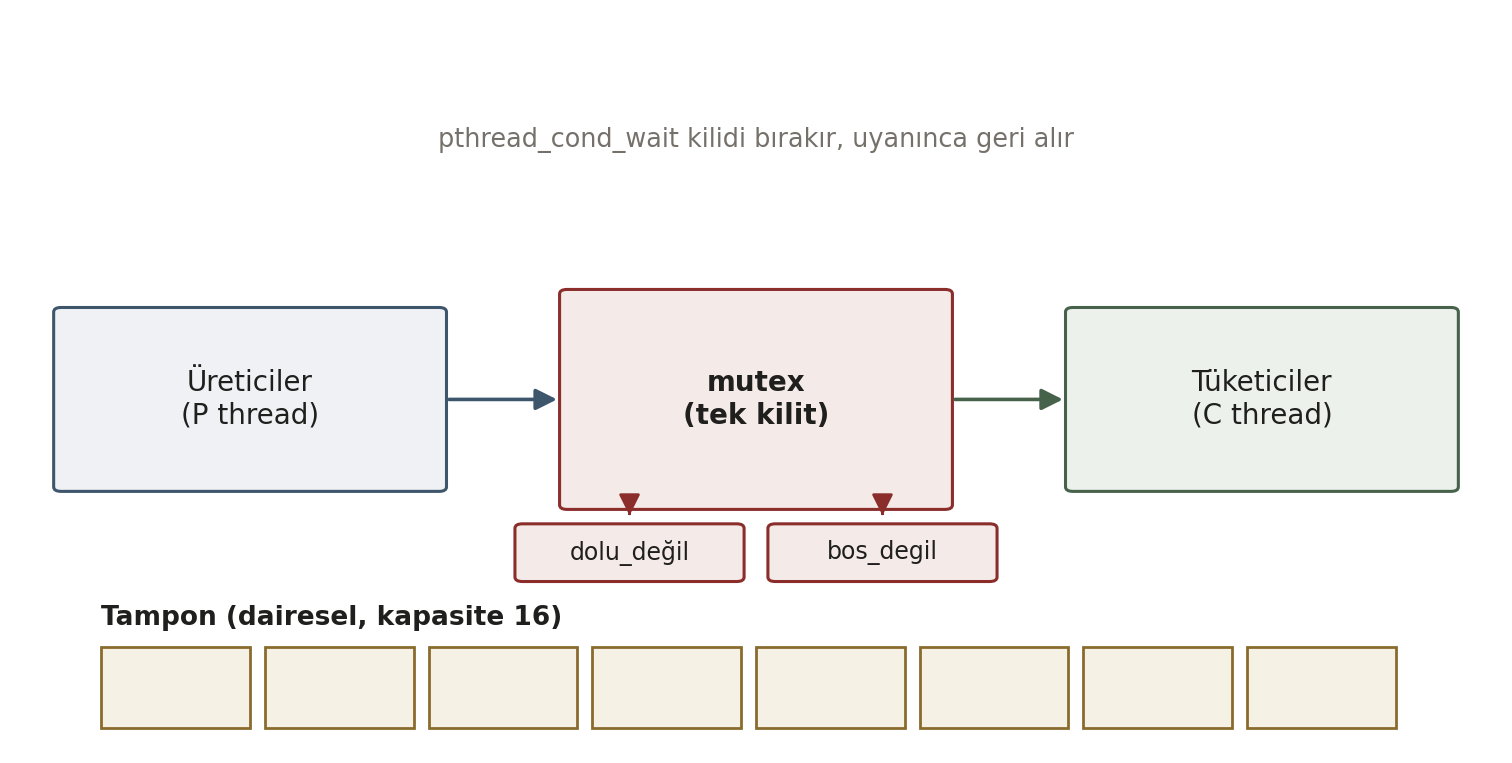 pthread_cond_wait kilidi bırakır, uyanınca geri alır
Üreticiler
(P thread)
mutex
(tek kilit)
Tüketiciler
(C thread)
dolu_değil
bos_degil
Tampon (dairesel, kapasite 16)